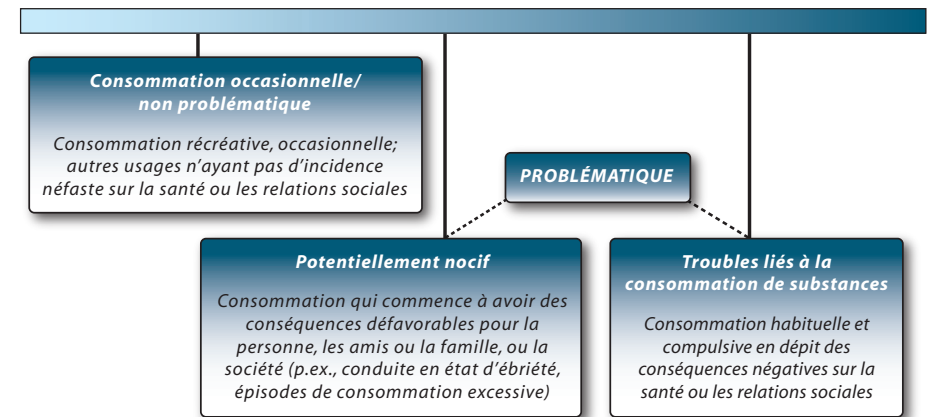 Consommation occasionnelle/
non problématique
Consommation récréative, occasionnelle;
autres usages n'ayant pas d'incidence
néfaste sur la santé ou les relations sociales
PROBLÉMATIQUE
Potentiellement nocif
Consommation qui commence à avoir des
conséquences défavorables pour la
personne, les amis ou la famille, ou la
société (p.ex., conduite en état d'ébriété,
épisodes de consommation excessive)
Troubles liés à la
consommation de substances
Consommation habituelle et
compulsive en dépit des
conséquences négatives sur la
santé ou les relations sociales